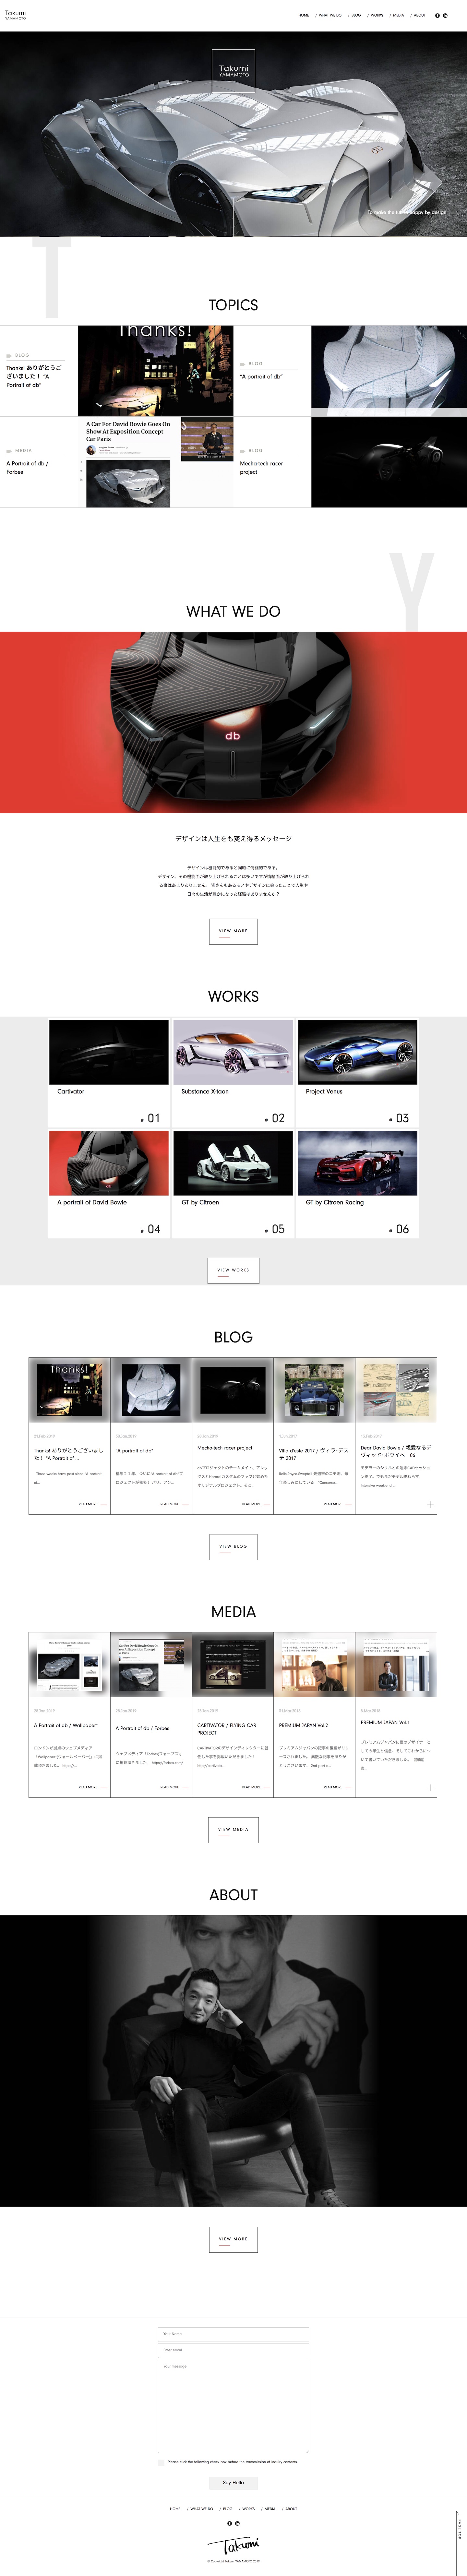 Takumi
YAMAMOTO
HOME / WHAT WE DO / BLOG / WORKS / MEDIA / ABOUT
Takumi
YAMAMOTO
To make the future happy by design
T
TOPICS
BLOG
Thanks! ありがとうご
ざいました！ “A
Portrait of db”
Thanks!
BLOG
“A portrait of db”
MEDIA
A Portrait of db /
Forbes
A Car For David Bowie Goes On
Show At Exposition Concept
Car Paris
BLOG
Mecha-tech racer
project
Y
WHAT WE DO
db
デザインは人生をも変え得るメッセージ
デザインは機能的であると同時に情緒的である。
デザイン、その機能面が取り上げられることは多いですが情緒面が取り上げられ
る事はあまりありません。 皆さんもあるモノやデザインに会ったことで人生や
日々の生活が豊かになった経験はありませんか？
VIEW MORE
WORKS
Cartivator
# 01
Substance X-taon
# 02
Project Venus
# 03
A portrait of David Bowie
# 04
GT by Citroen
# 05
GT by Citroen Racing
# 06
VIEW WORKS
BLOG
Thanks! ありがとうございまし
た！ “A Portrait of ...
READ MORE
“A portrait of db”
READ MORE
Mecha-tech racer project
READ MORE
Villa d'este 2017 / ヴィラ･デス
テ 2017
READ MORE
Dear David Bowie / 親愛なるデ
ヴィッド･ボウイへ 06
VIEW BLOG
MEDIA
A Portrait of db / Wallpaper*
READ MORE
A Portrait of db / Forbes
READ MORE
CARTIVATOR / FLYING CAR
PROJECT
READ MORE
PREMIUM JAPAN Vol.2
READ MORE
PREMIUM JAPAN Vol.1
VIEW MEDIA
ABOUT
VIEW MORE
Your Name
Enter email
Your message
Please click the following check box before the transmission of inquiry contents.
Say Hello
HOME / WHAT WE DO / BLOG / WORKS / MEDIA / ABOUT
Takumi
© Copyright Takumi YAMAMOTO 2019
PAGE TOP